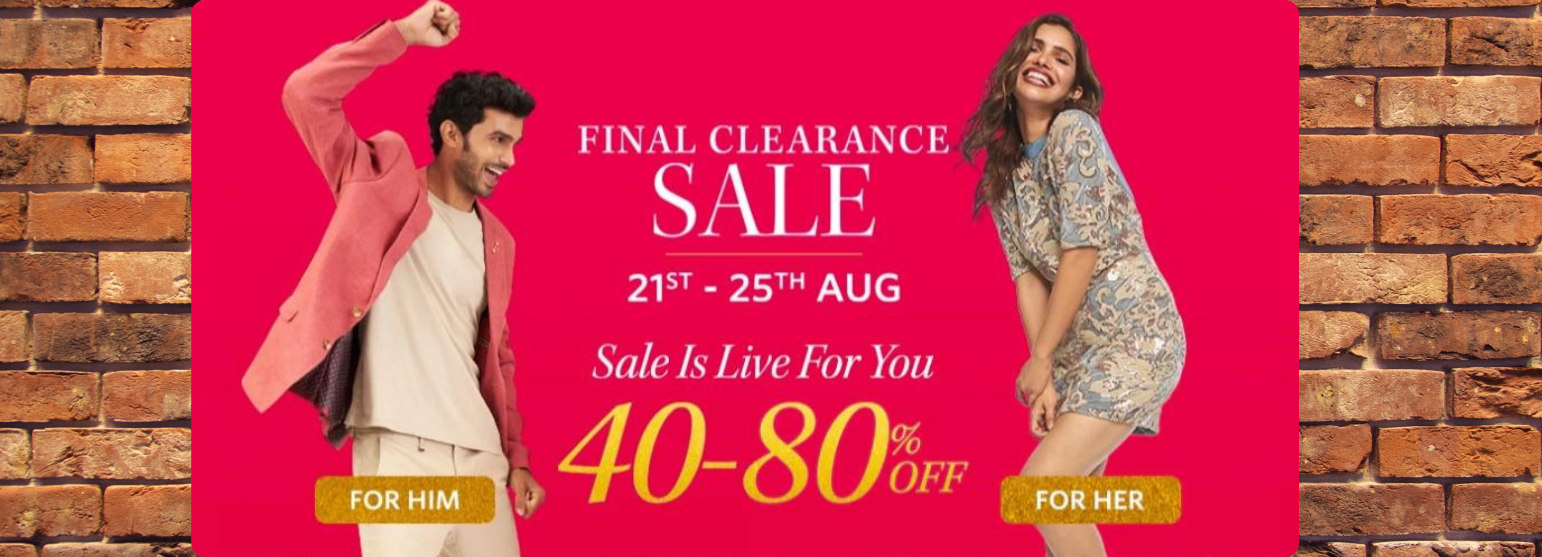 FINAL CLEARANCE
SALE
21ST - 25TH AUG
Sale Is Live For You
40-80% OFF
FOR HIM
FOR HER